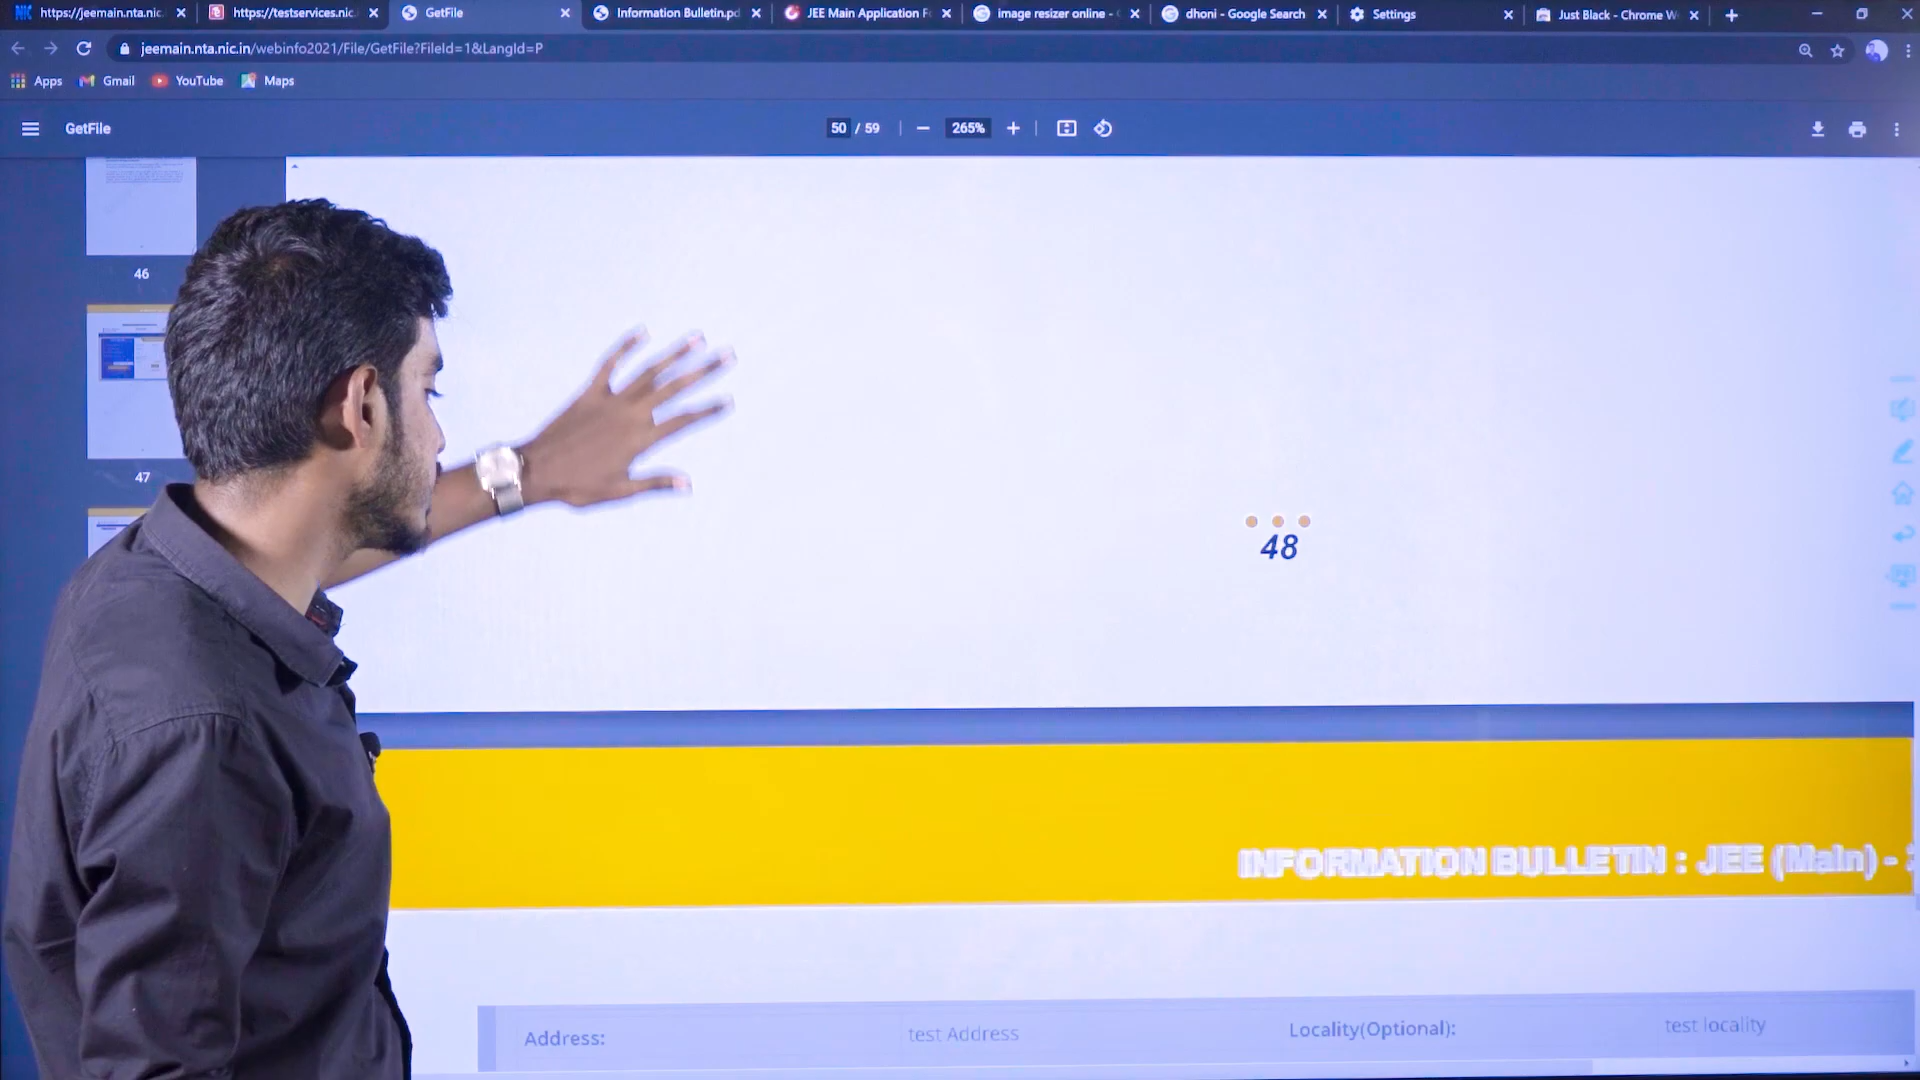 https://jeemain.nta.nic.
https://testservices.nic.
GetFile
Information Bulletin.pd
JEE Main Application F
image resizer online -
dhoni - Google Search
Settings
Just Black - Chrome W
jeemain.nta.nic.in/webinfo2021/File/GetFile?FileId=1&LangId=P
Apps
Gmail
YouTube
Maps
GetFile
50 / 59
265%
46
47
48
INFORMATION BULLETIN : JEE (Main) -
Address:
test Address
Locality(Optional):
test locality